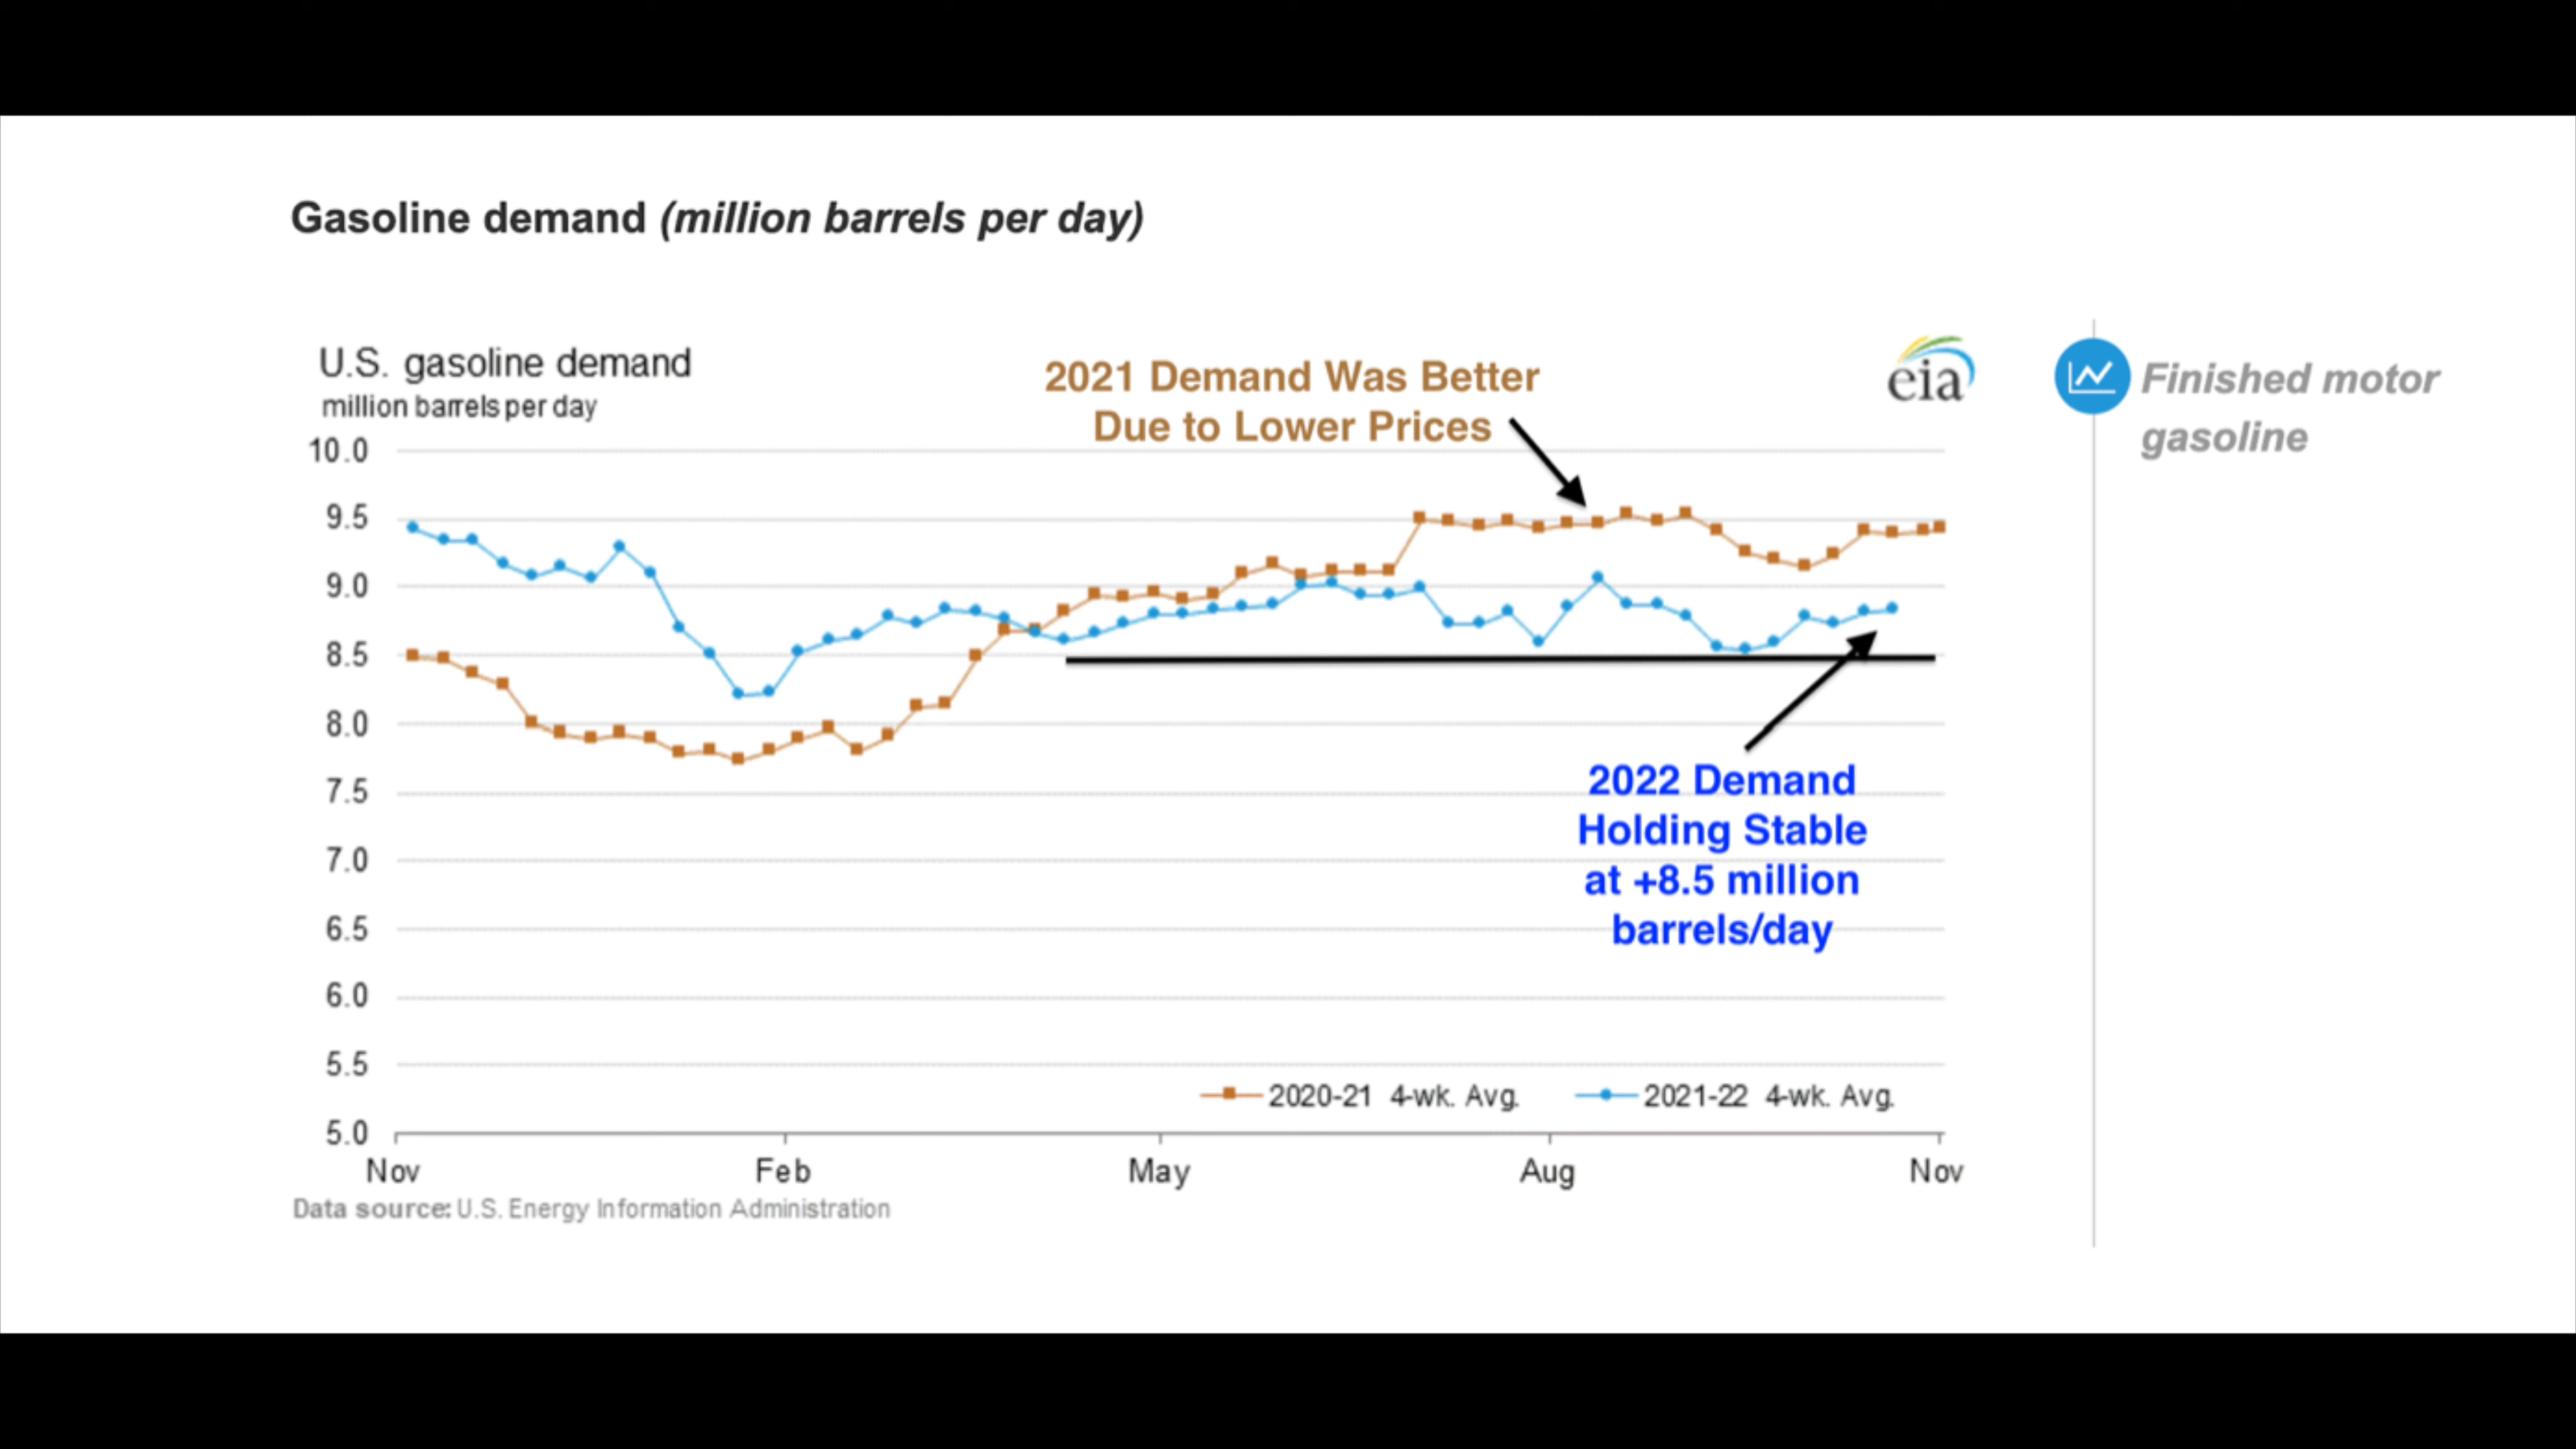 Gasoline demand (million barrels per day)
U.S. gasoline demand
million barrels per day
2021 Demand Was Better
Due to Lower Prices
eia
Finished motor
gasoline
10.0
9.5
9.0
8.5
8.0
7.5
7.0
6.5
6.0
5.5
5.0
2022 Demand
Holding Stable
at +8.5 million
barrels/day
2020-21 4-wk. Avg.
2021-22 4-wk. Avg.
Nov
Feb
May
Aug
Nov
Data source: U.S. Energy Information Administration